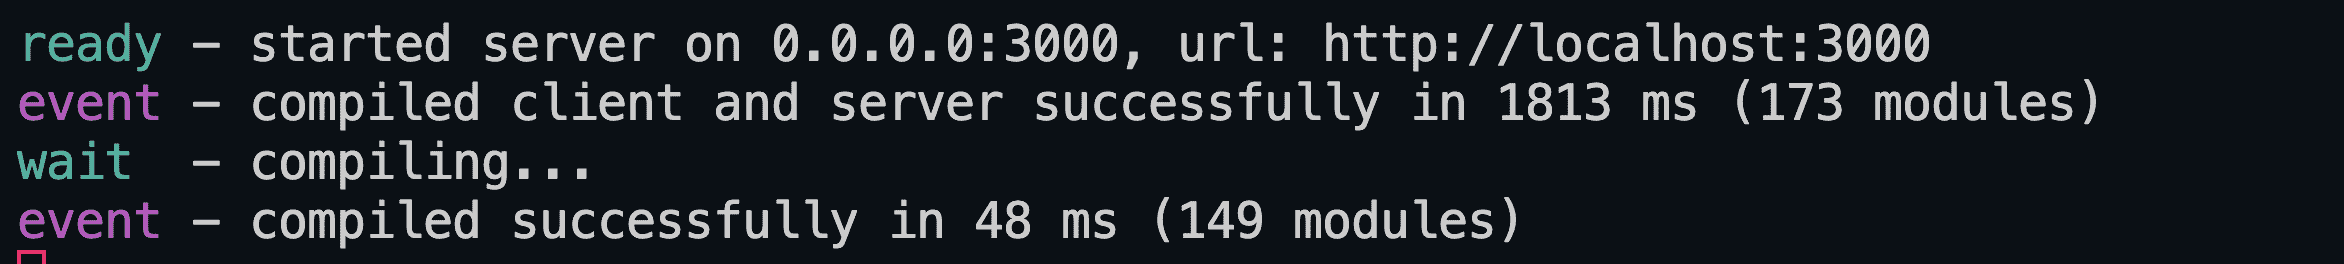 ready - started server on 0.0.0.0:3000, url: http://localhost:3000
event - compiled client and server successfully in 1813 ms (173 modules)
wait  - compiling...
event - compiled successfully in 48 ms (149 modules)